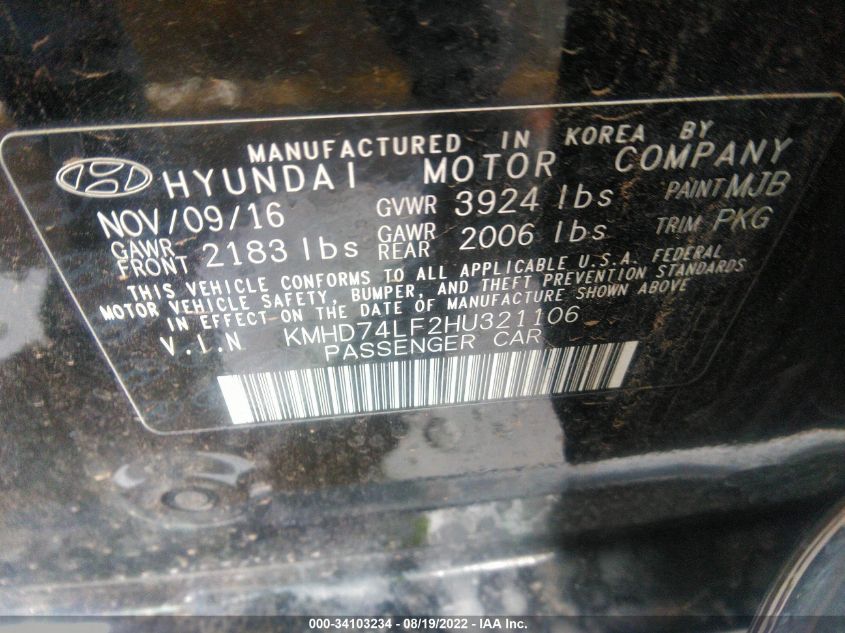 MANUFACTURED IN KOREA BY
HYUNDAI MOTOR COMPANY
NOV/09/16 GVWR 3924 lbs PAINT MJB
GAWR FRONT 2183 lbs GAWR REAR 2006 lbs TRIM PKG
THIS VEHICLE CONFORMS TO ALL APPLICABLE U.S.A. FEDERAL
MOTOR VEHICLE SAFETY, BUMPER, AND THEFT PREVENTION STANDARDS
IN EFFECT ON THE DATE OF MANUFACTURE SHOWN ABOVE
V.I.N KMHD74LF2HU321106
PASSENGER CAR
000-34103234 - 08/19/2022 - IAA Inc.